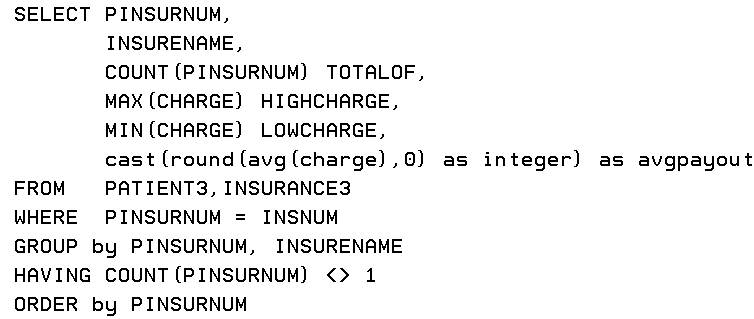 SELECT PINSURNUM,
       INSURENAME,
       COUNT(PINSURNUM) TOTALOF,
       MAX(CHARGE) HIGHCHARGE,
       MIN(CHARGE) LOWCHARGE,
       cast(round(avg(charge),0) as integer) as avgpayout
FROM   PATIENT3,INSURANCE3
WHERE  PINSURNUM = INSNUM
GROUP by PINSURNUM, INSURENAME
HAVING COUNT(PINSURNUM) <> 1
ORDER by PINSURNUM